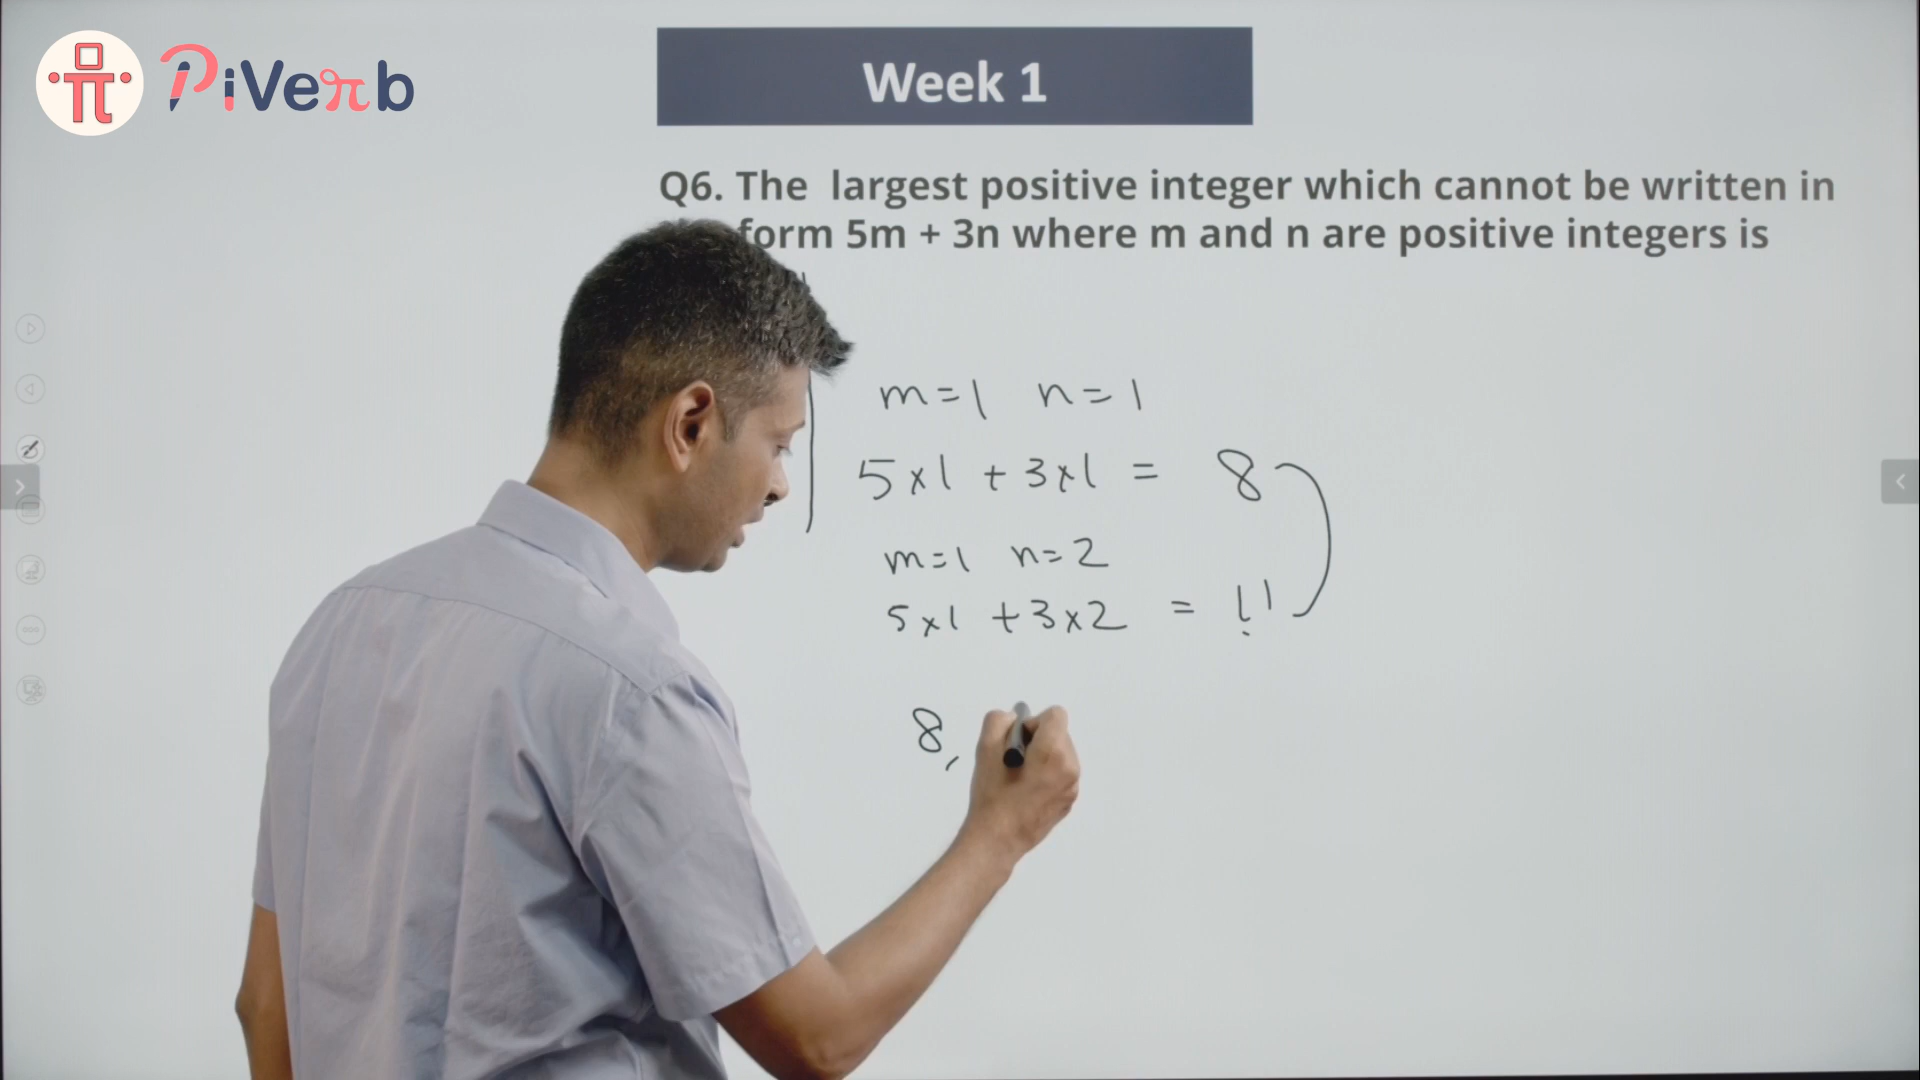 PiVeπb
Week 1
Q6. The largest positive integer which cannot be written in
form 5m + 3n where m and n are positive integers is
m=1 n=1
5x1 + 3x1 = 8
m=1 n=2
5x1 + 3x2 = 11
8,